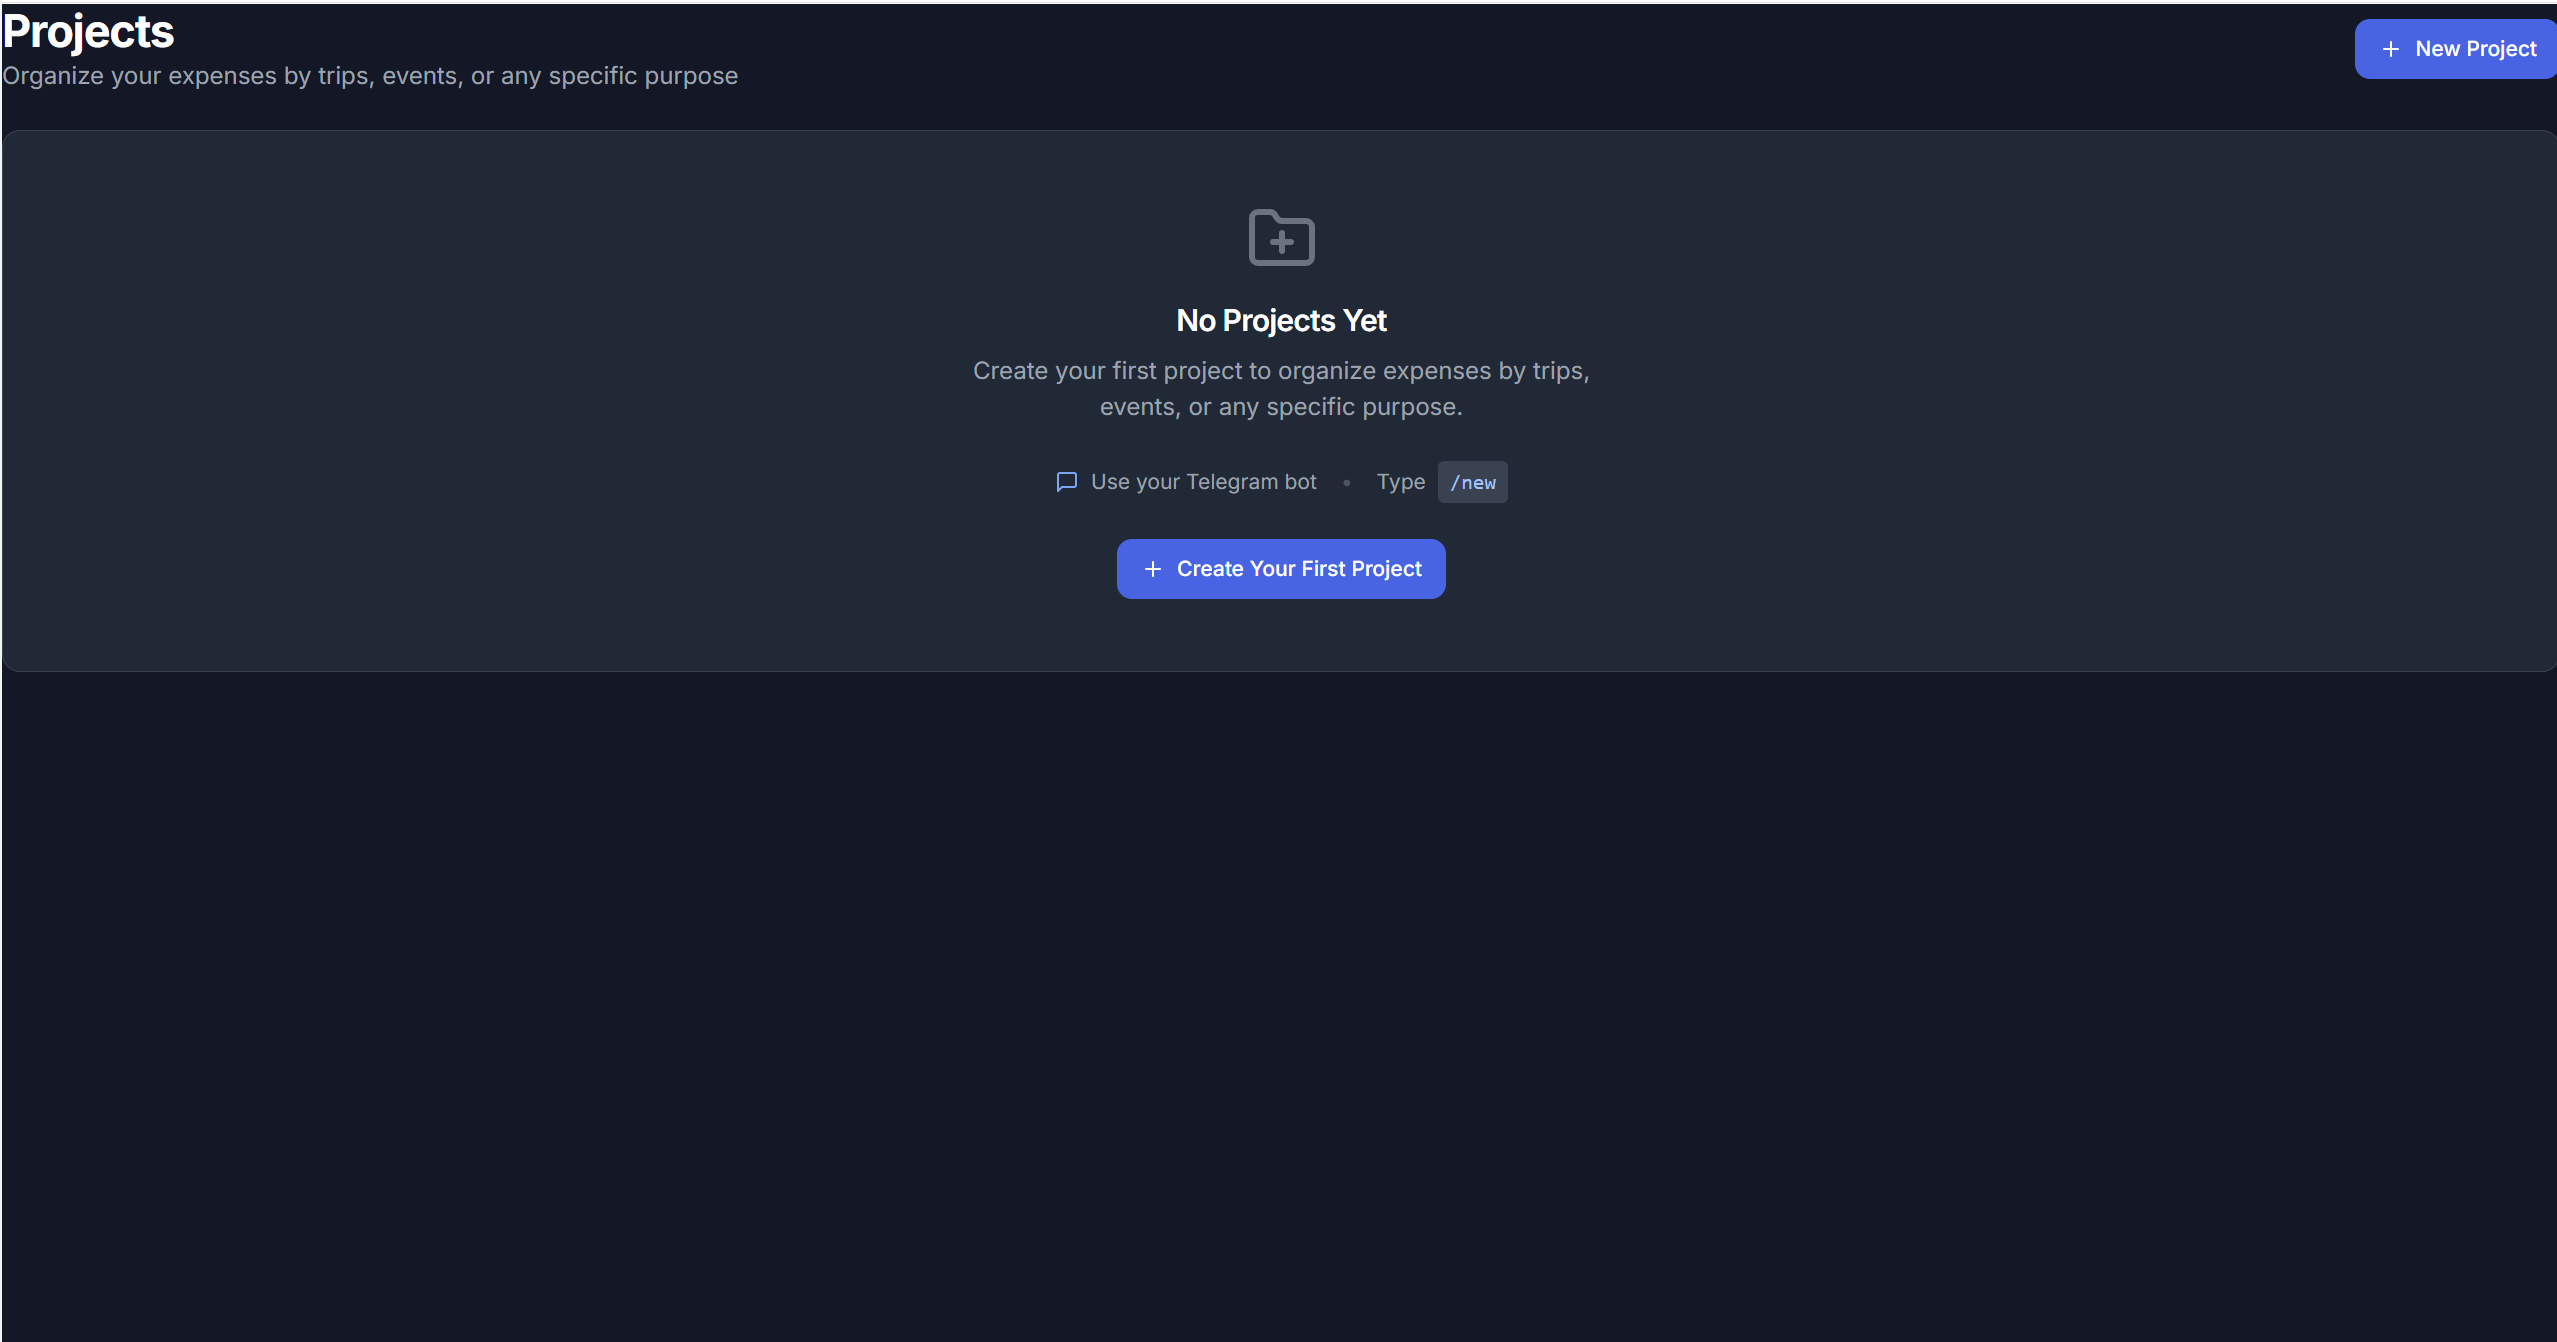 Projects
Organize your expenses by trips, events, or any specific purpose
New Project
No Projects Yet
Create your first project to organize expenses by trips,
events, or any specific purpose.
Use your Telegram bot • Type /new
Create Your First Project